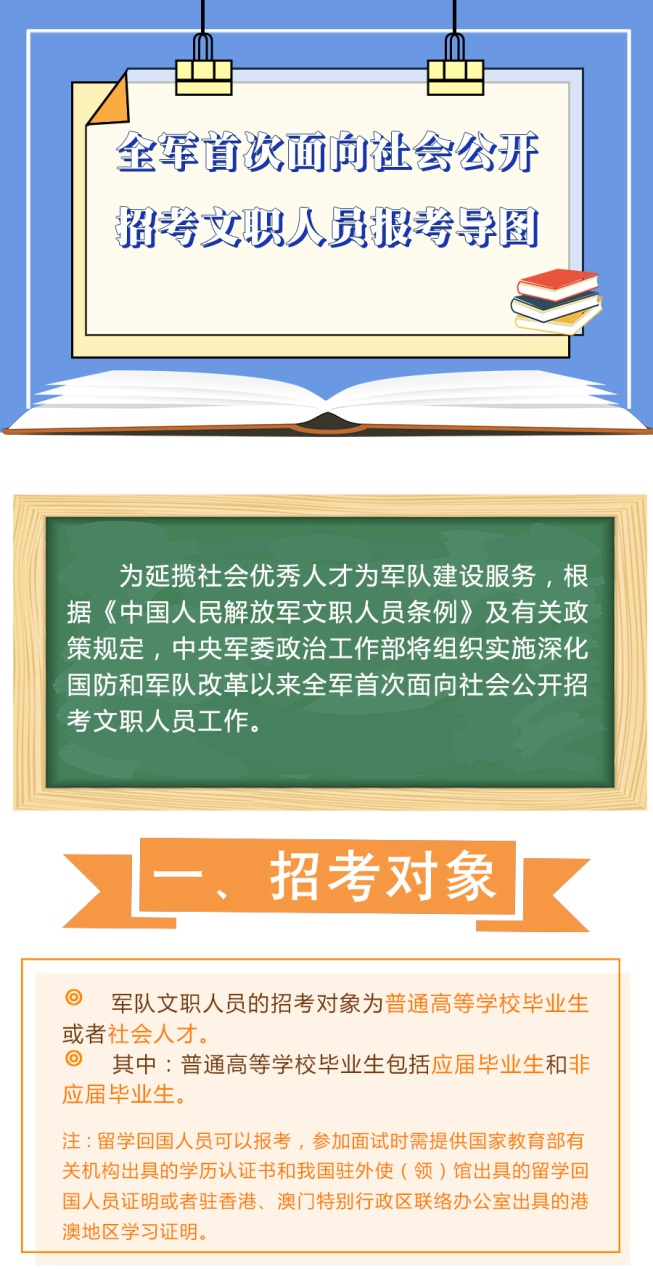 全军首次面向社会公开
招考文职人员报考导图
为延揽社会优秀人才为军队建设服务，根
据《中国人民解放军文职人员条例》及有关政
策规定，中央军委政治工作部将组织实施深化
国防和军队改革以来全军首次面向社会公开招
考文职人员工作。
一、招考对象
军队文职人员的招考对象为普通高等学校毕业生
或者社会人才。
其中：普通高等学校毕业生包括应届毕业生和非
应届毕业生。
注：留学回国人员可以报考，参加面试时需提供国家教育部有
关机构出具的学历认证书和我国驻外使（领）馆出具的留学回
国人员证明或者驻香港、澳门特别行政区联络办公室出具的港
澳地区学习证明。